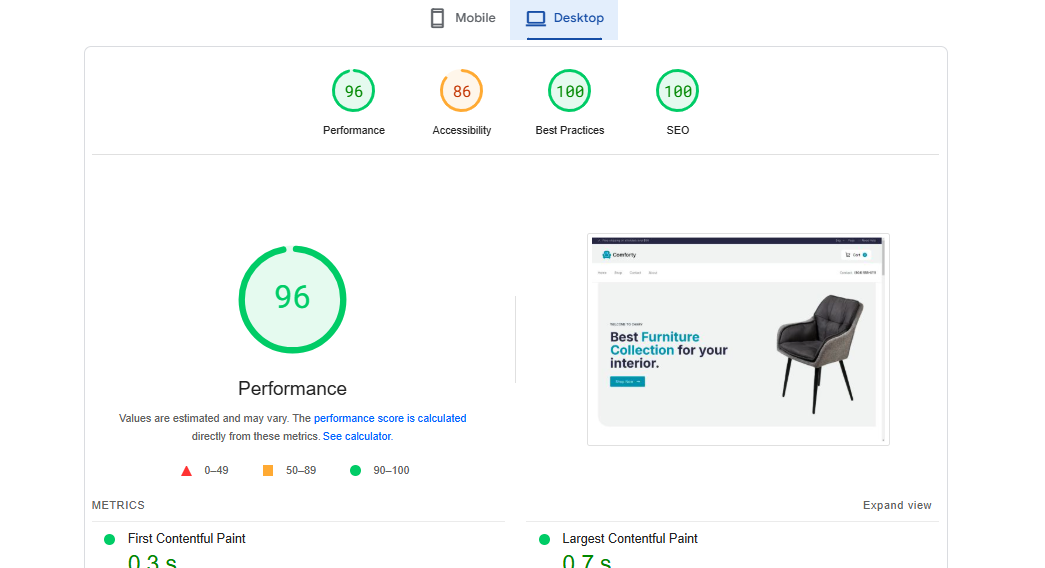 Mobile
Desktop
96
86
100
100
Performance
Accessibility
Best Practices
SEO
96
Performance
Values are estimated and may vary. The performance score is calculated
directly from these metrics. See calculator.
0–49
50–89
90–100
Comforty
Cart
Home
Shop
Contact
About
Contact:
Best Furniture
Collection for your
interior.
Shop Now →
METRICS
Expand view
First Contentful Paint
Largest Contentful Paint
0.3 s
0.7 s